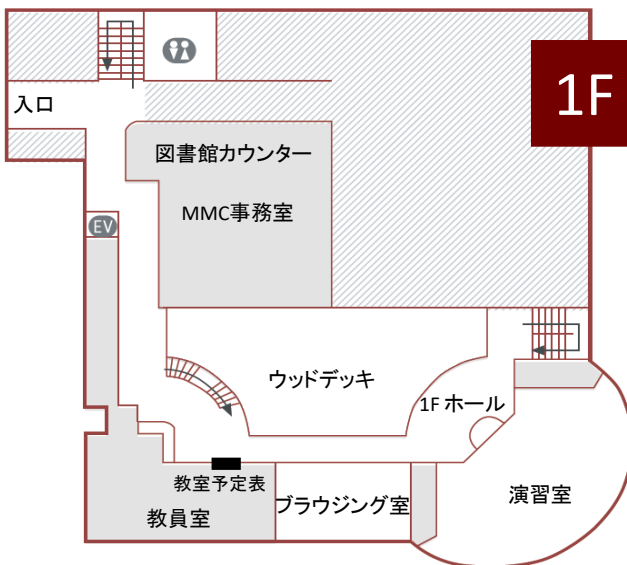 1F
入口
図書館カウンター
MMC事務室
EV
ウッドデッキ
1F ホール
教室予定表
教員室
ブラウジング室
演習室